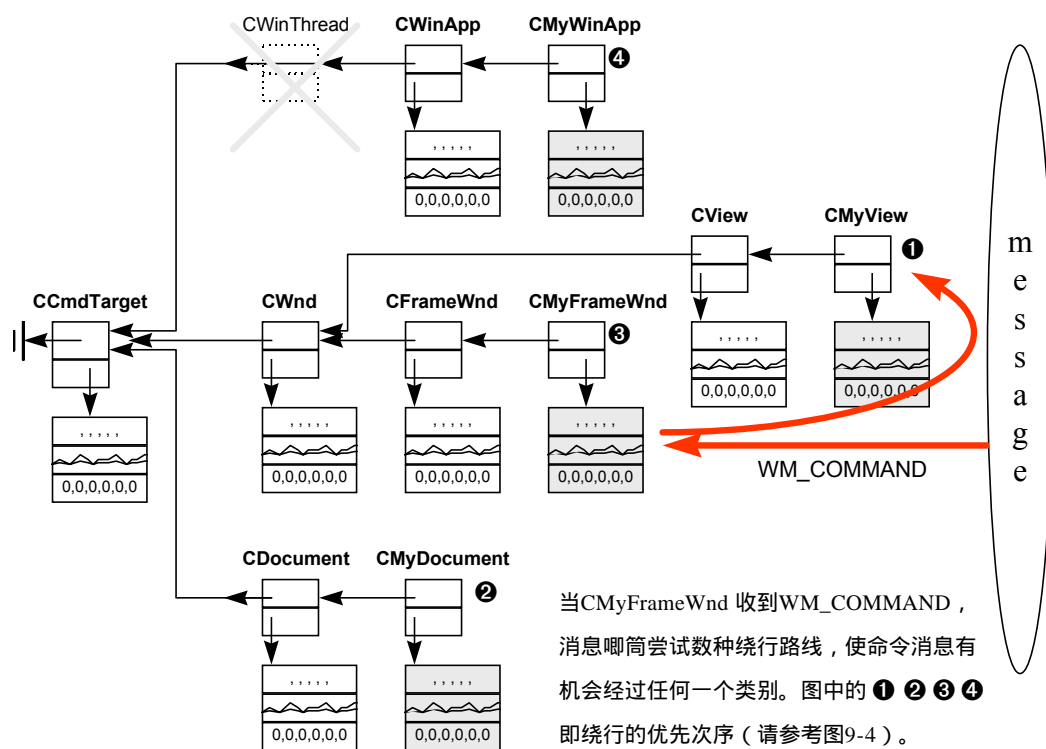 CWinThread
CWinApp
CMyWinApp
❹
, , , , ,
0,0,0,0,0,0
, , , , ,
0,0,0,0,0,0
CView
CMyView
❶
, , , , ,
0,0,0,0,0,0
, , , , ,
0,0,0,0,0,0
CCmdTarget
CWnd
CFrameWnd
CMyFrameWnd
❸
, , , , ,
0,0,0,0,0,0
, , , , ,
0,0,0,0,0,0
, , , , ,
0,0,0,0,0,0
, , , , ,
0,0,0,0,0,0
WM_COMMAND
message
CDocument
CMyDocument
❷
, , , , ,
0,0,0,0,0,0
, , , , ,
0,0,0,0,0,0
当CMyFrameWnd 收到WM_COMMAND，
消息唧筒尝试数种绕行路线，使命令消息有
机会经过任何一个类别。图中的 ❶ ❷ ❸ ❹
即绕行的优先次序（请参考图9-4）。